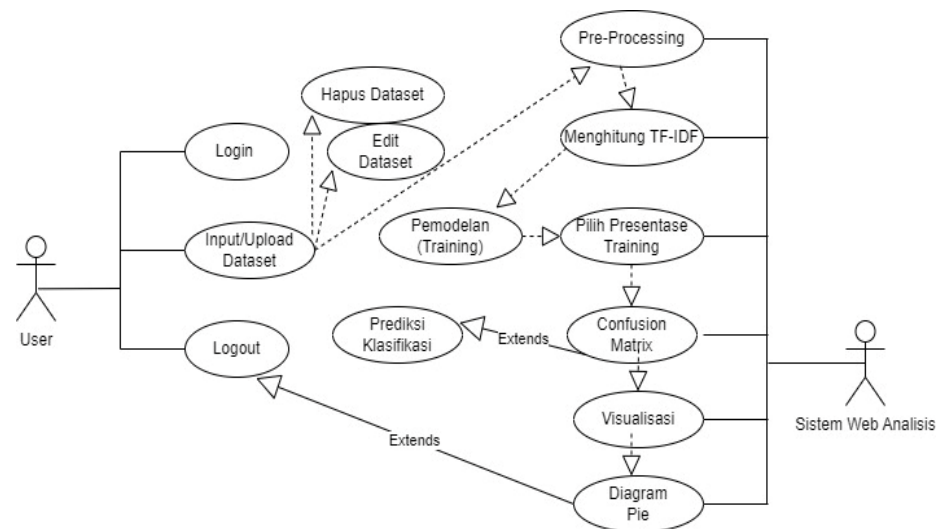 Pre-Processing
Hapus Dataset
Edit
Dataset
Menghitung TF-IDF
Login
Input/Upload
Dataset
Pemodelan
(Training)
Pilih Presentase
Training
User
Logout
Prediksi
Klasifikasi
Extends
Confusion
Matrix
Visualisasi
Sistem Web Analisis
Extends
Diagram
Pie